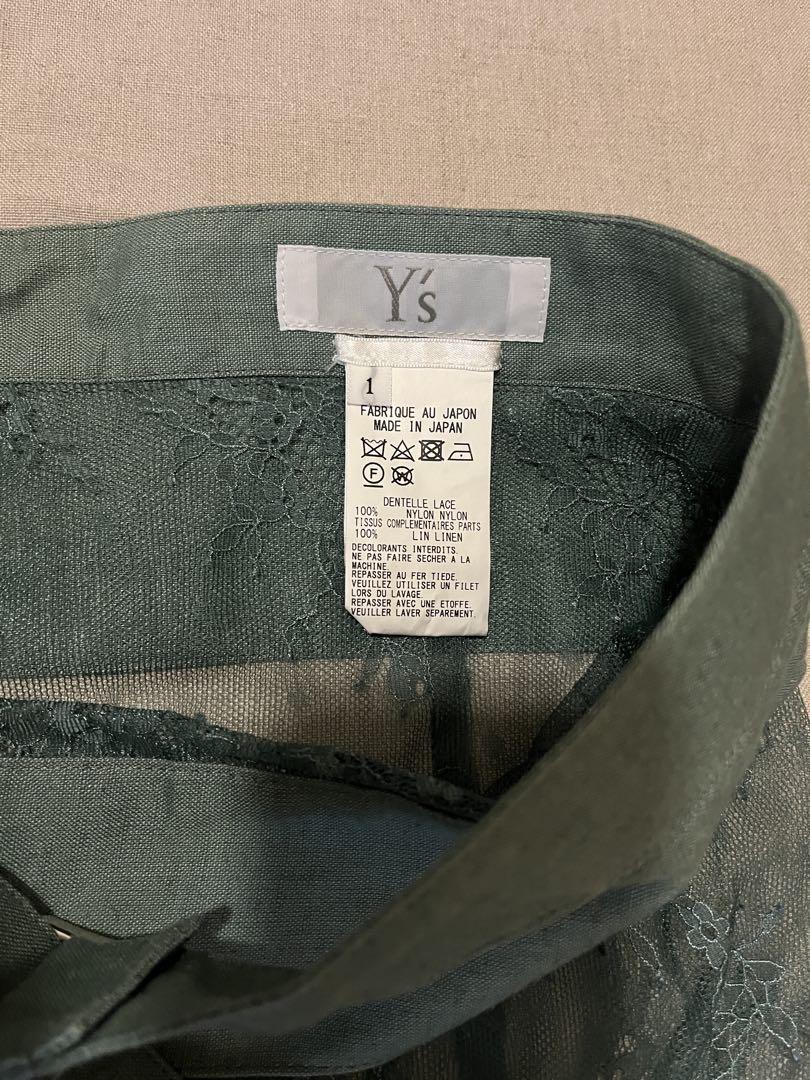 Y's
1
FABRIQUE AU JAPON
MADE IN JAPAN
F
W
DENTELLE LACE
100% NYLON NYLON
TISSUS COMPLEMENTAIRES PARTS
100% LIN LINEN
DECOLORANTS INTERDITS.
NE PAS FAIRE SECHER A LA
MACHINE.
REPASSER AU FER TIEDE.
VEUILLEZ UTILISER UN FILET
LORS DU LAVAGE.
REPASSER AVEC UNE ETOFFE.
VEUILLER LAVER SEPAREMENT.